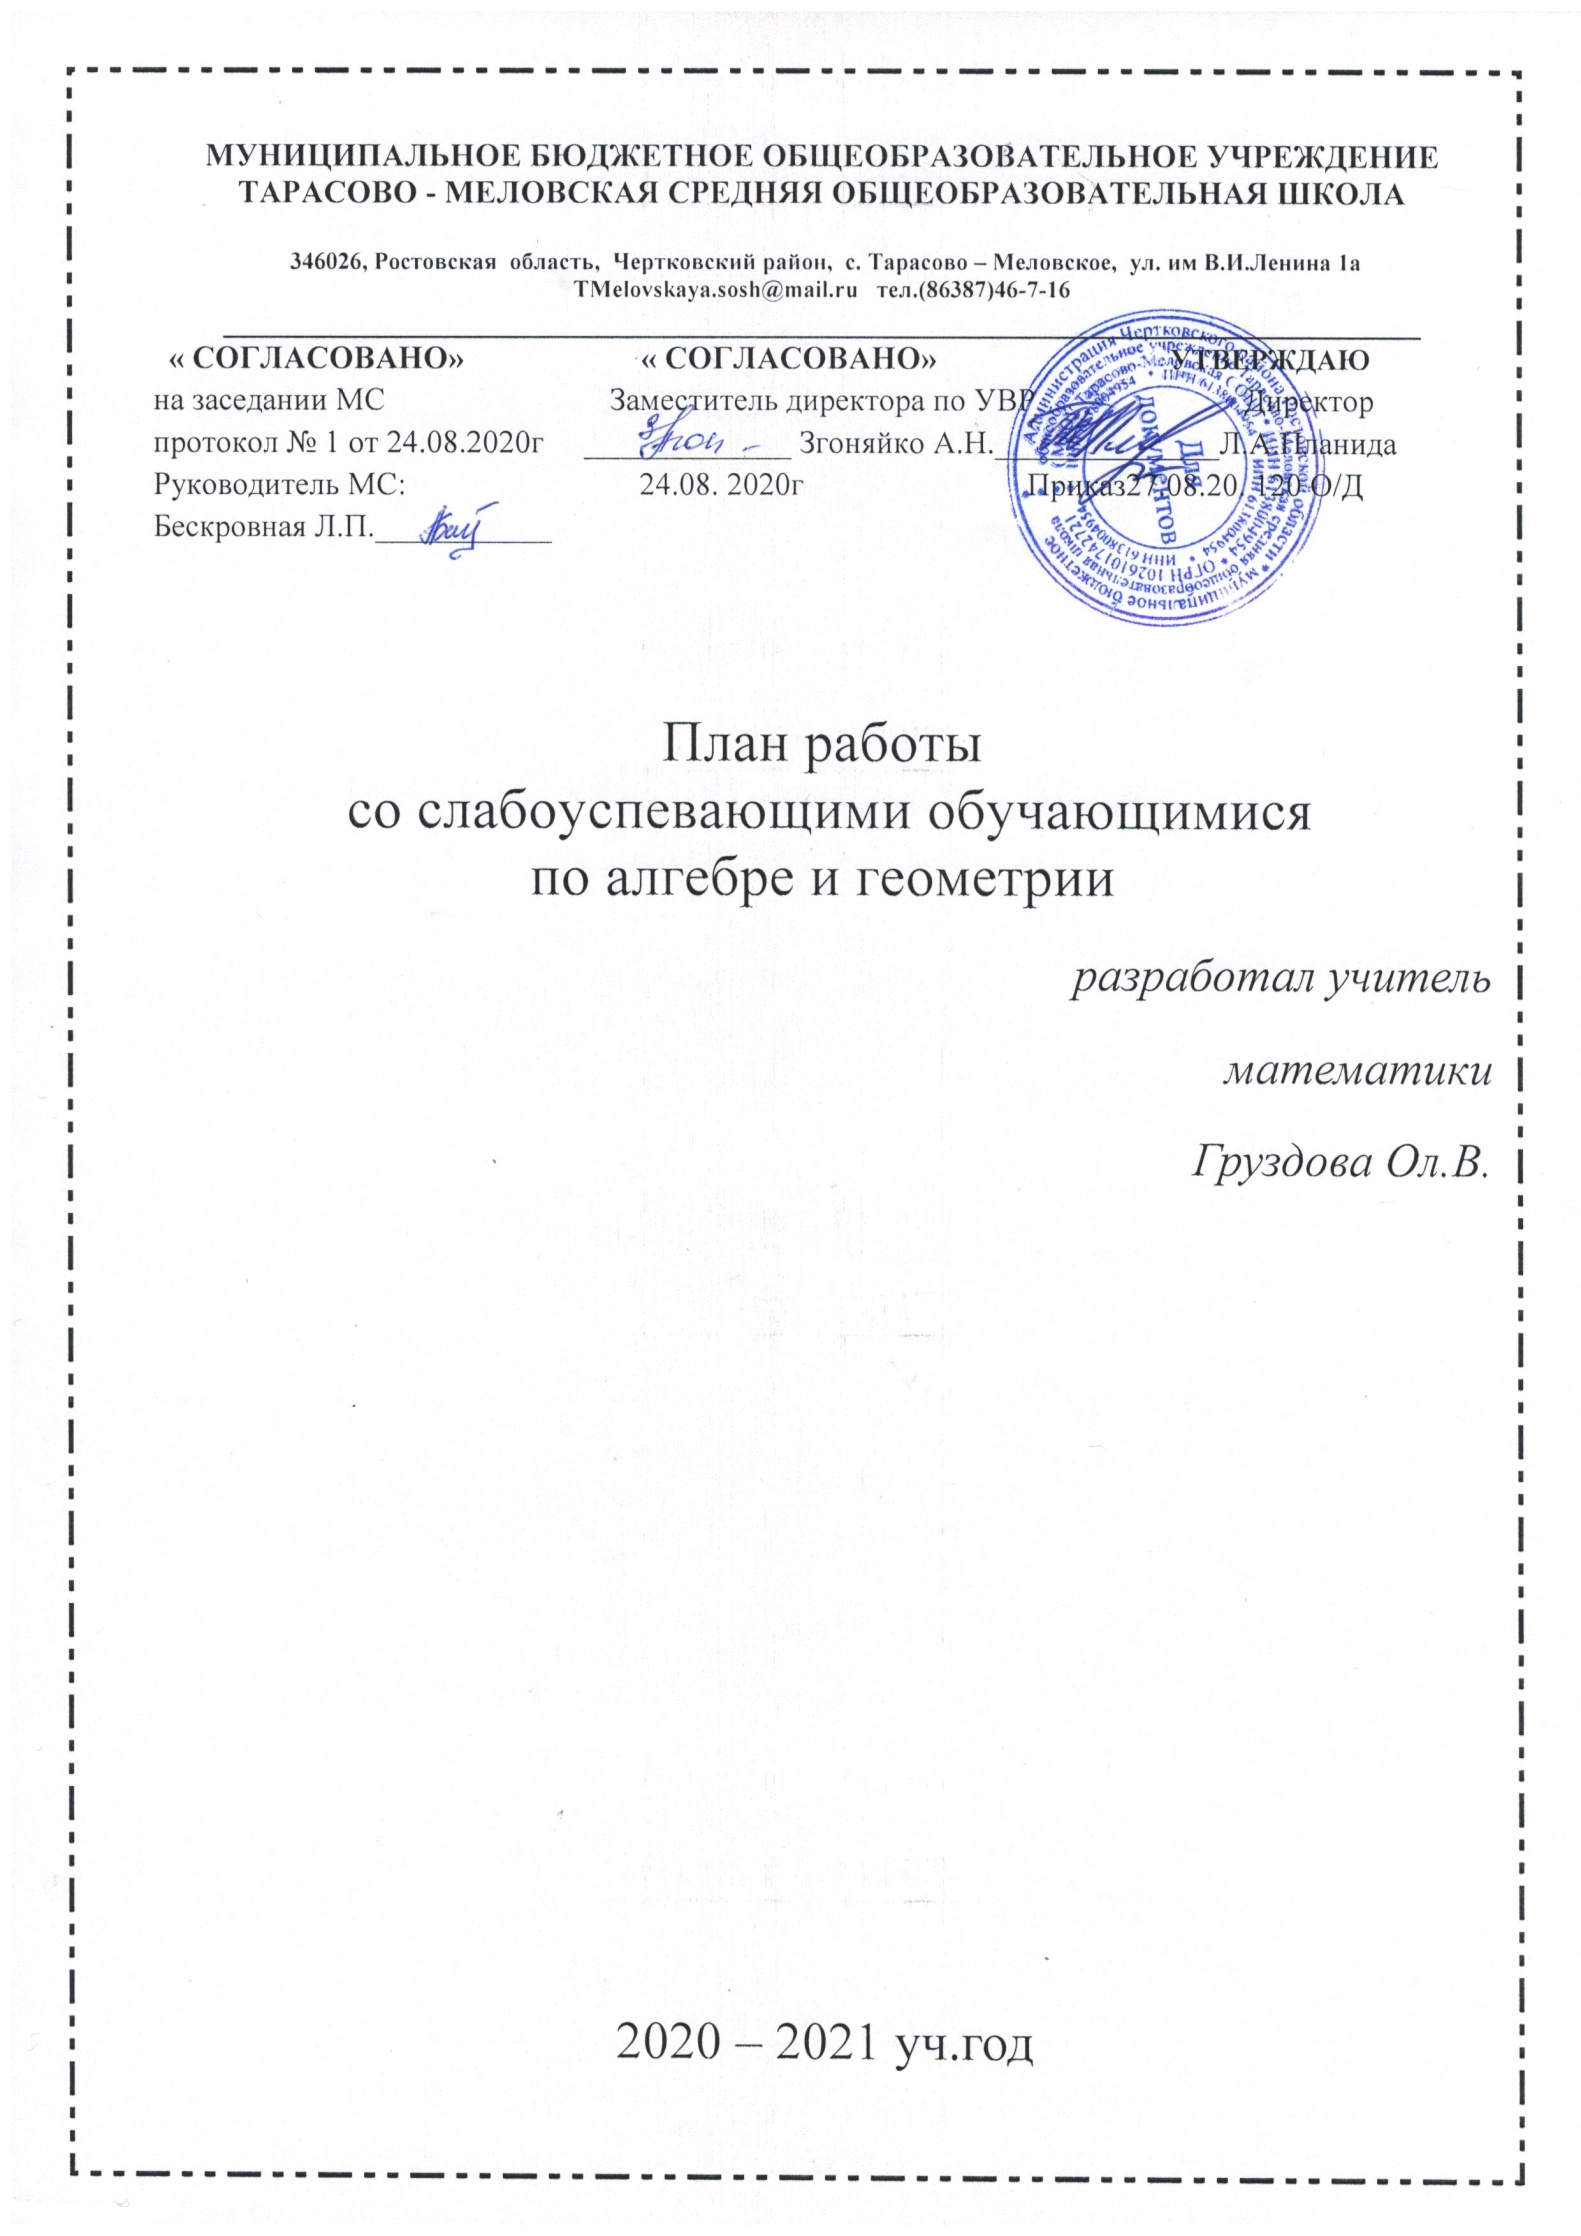 МУНИЦИПАЛЬНОЕ БЮДЖЕТНОЕ ОБЩЕОБРАЗОВАТЕЛЬНОЕ УЧРЕЖДЕНИЕ
ТАРАСОВО - МЕЛОВСКАЯ СРЕДНЯЯ ОБЩЕОБРАЗОВАТЕЛЬНАЯ ШКОЛА
346026, Ростовская область, Чертковский район, с. Тарасово – Меловское, ул. им В.И.Ленина 1а
TMelovskaya.sosh@mail.ru тел.(86387)46-7-16
« СОГЛАСОВАНО» « СОГЛАСОВАНО» УТВЕРЖДАЮ
на заседании МС Заместитель директора по УВР Директор
протокол № 1 от 24.08.2020г Згоняйко А.Н. Л.А.Шпанида
Руководитель МС: 24.08. 2020г Приказ27.08.20. 120 О/Д
Бескровная Л.П.
Для
документов
План работы
со слабоуспевающими обучающимися
по алгебре и геометрии
разработал учитель
математики
Груздова Ол.В.
2020 – 2021 уч.год